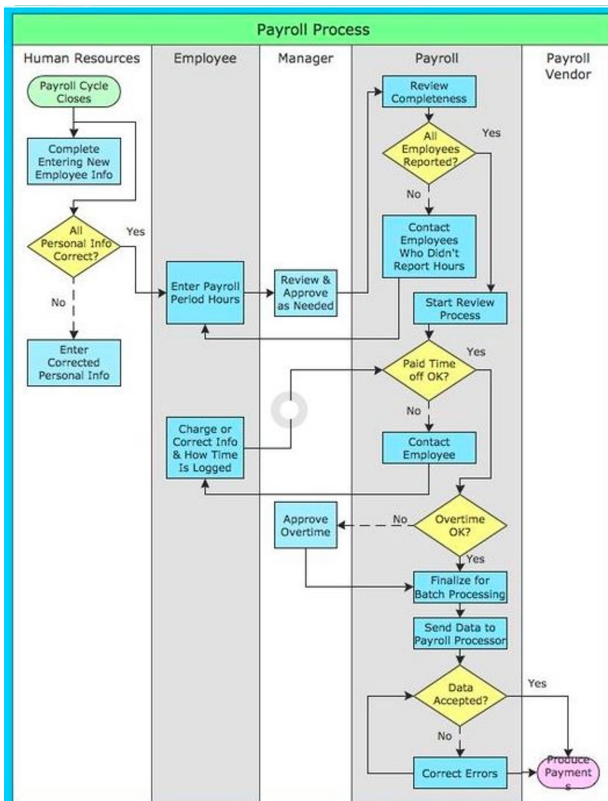 Payroll Process
Human Resources
Employee
Manager
Payroll
Payroll
Vendor
Payroll Cycle
Closes
Complete
Entering New
Employee Info
All
Personal Info
Correct?
Yes
No
Enter
Corrected
Personal Info
Enter Payroll
Period Hours
Review &
Approve
as Needed
Review
Completeness
All
Employees
Reported?
Yes
No
Contact
Employees
Who Didn't
Report Hours
Start Review
Process
Paid Time
off OK?
Yes
No
Contact
Employee
Charge or
Correct Info
& How Time
Is Logged
Overtime
OK?
No
Yes
Approve
Overtime
Finalize for
Batch Processing
Send Data to
Payroll Processor
Data
Accepted?
Yes
No
Correct Errors
Produce
Payment
s